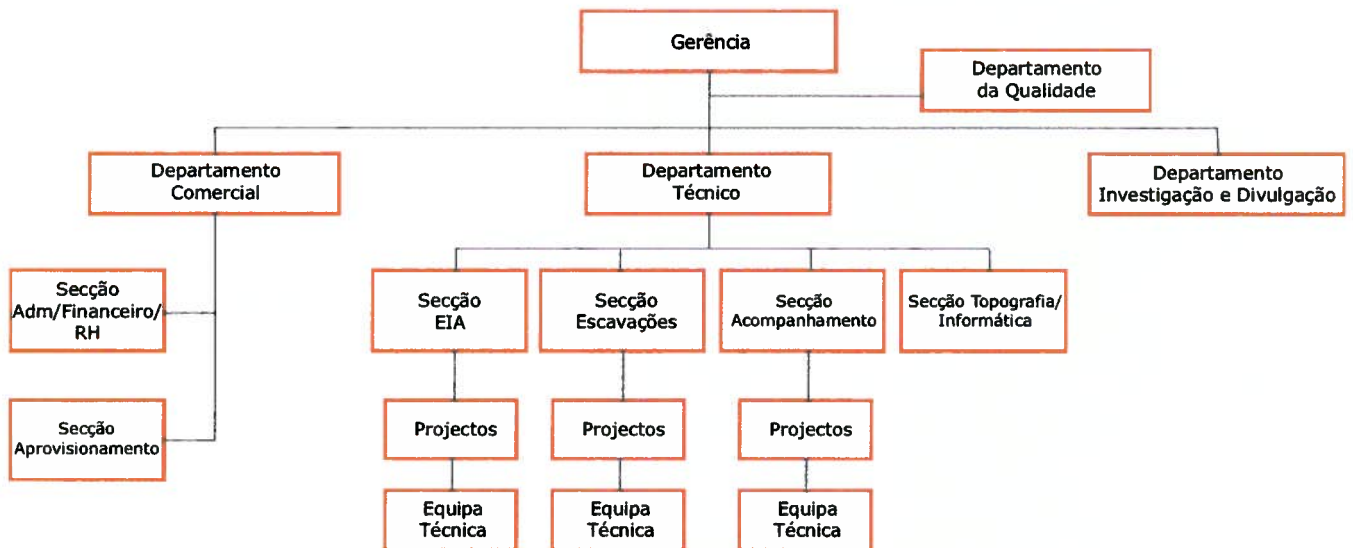 Gerência
Departamento
da Qualidade
Departamento
Comercial
Departamento
Técnico
Departamento
Investigação e Divulgação
Secção
Adm/Financeiro/
RH
Secção
EIA
Secção
Escavações
Secção
Acompanhamento
Secção Topografia/
Informática
Secção
Aprovisionamento
Projectos
Projectos
Projectos
Equipa
Técnica
Equipa
Técnica
Equipa
Técnica